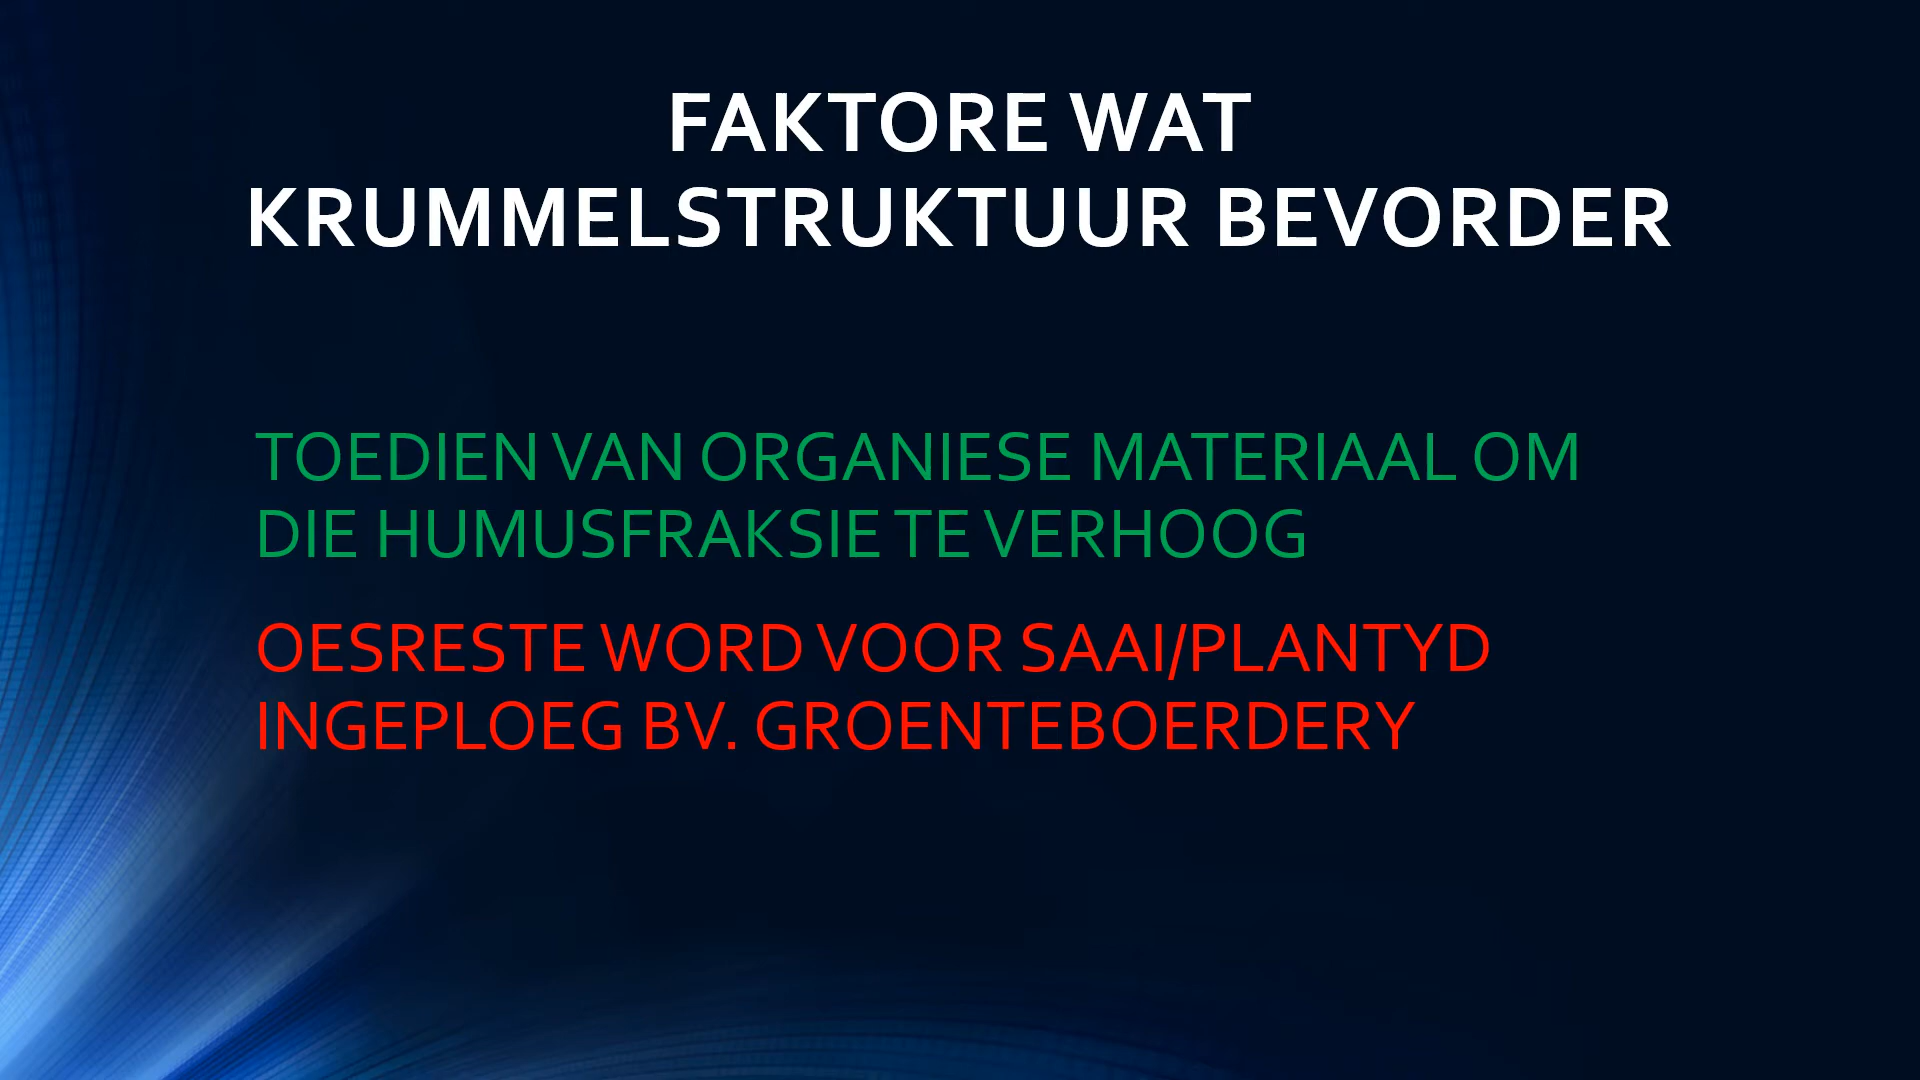 FAKTORE WAT
KRUMMELSTRUKTUUR BEVORDER
TOEDIEN VAN ORGANIESE MATERIAAL OM
DIE HUMUSFRAKSIE TE VERHOOG
OESRESTE WORD VOOR SAAI/PLANTYD
INGEPLOEG BV. GROENTEBOERDERY